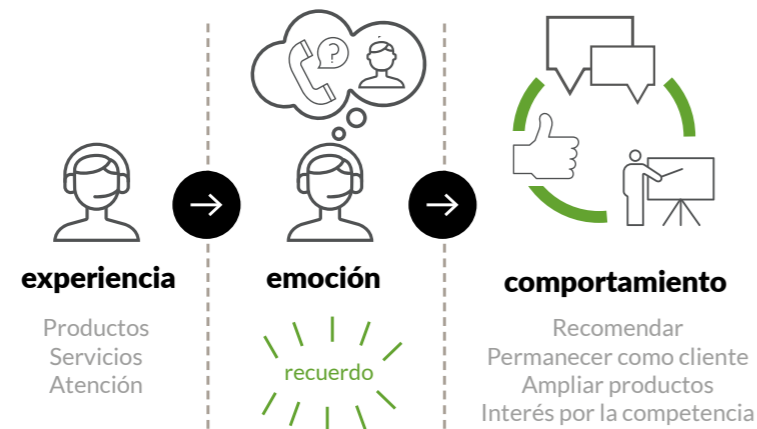 ?
experiencia
Productos
Servicios
Atención
emoción
recuerdo
comportamiento
Recomendar
Permanecer como cliente
Ampliar productos
Interés por la competencia